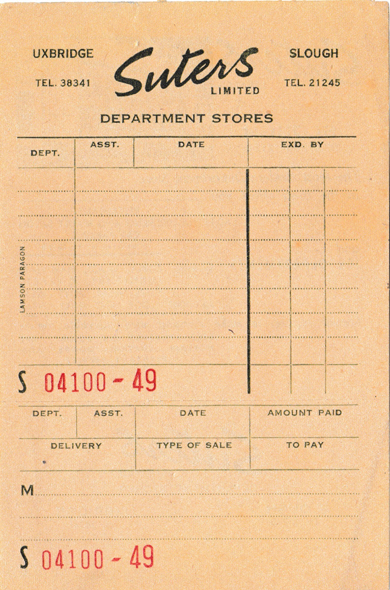 UXBRIDGE Suters SLOUGH
TEL. 38341 LIMITED TEL. 21245
DEPARTMENT STORES
DEPT. ASST. DATE EXD. BY
LAMSON PARAGON
S 04100-49
DEPT. ASST. DATE AMOUNT PAID
DELIVERY TYPE OF SALE TO PAY
M
S 04100-49